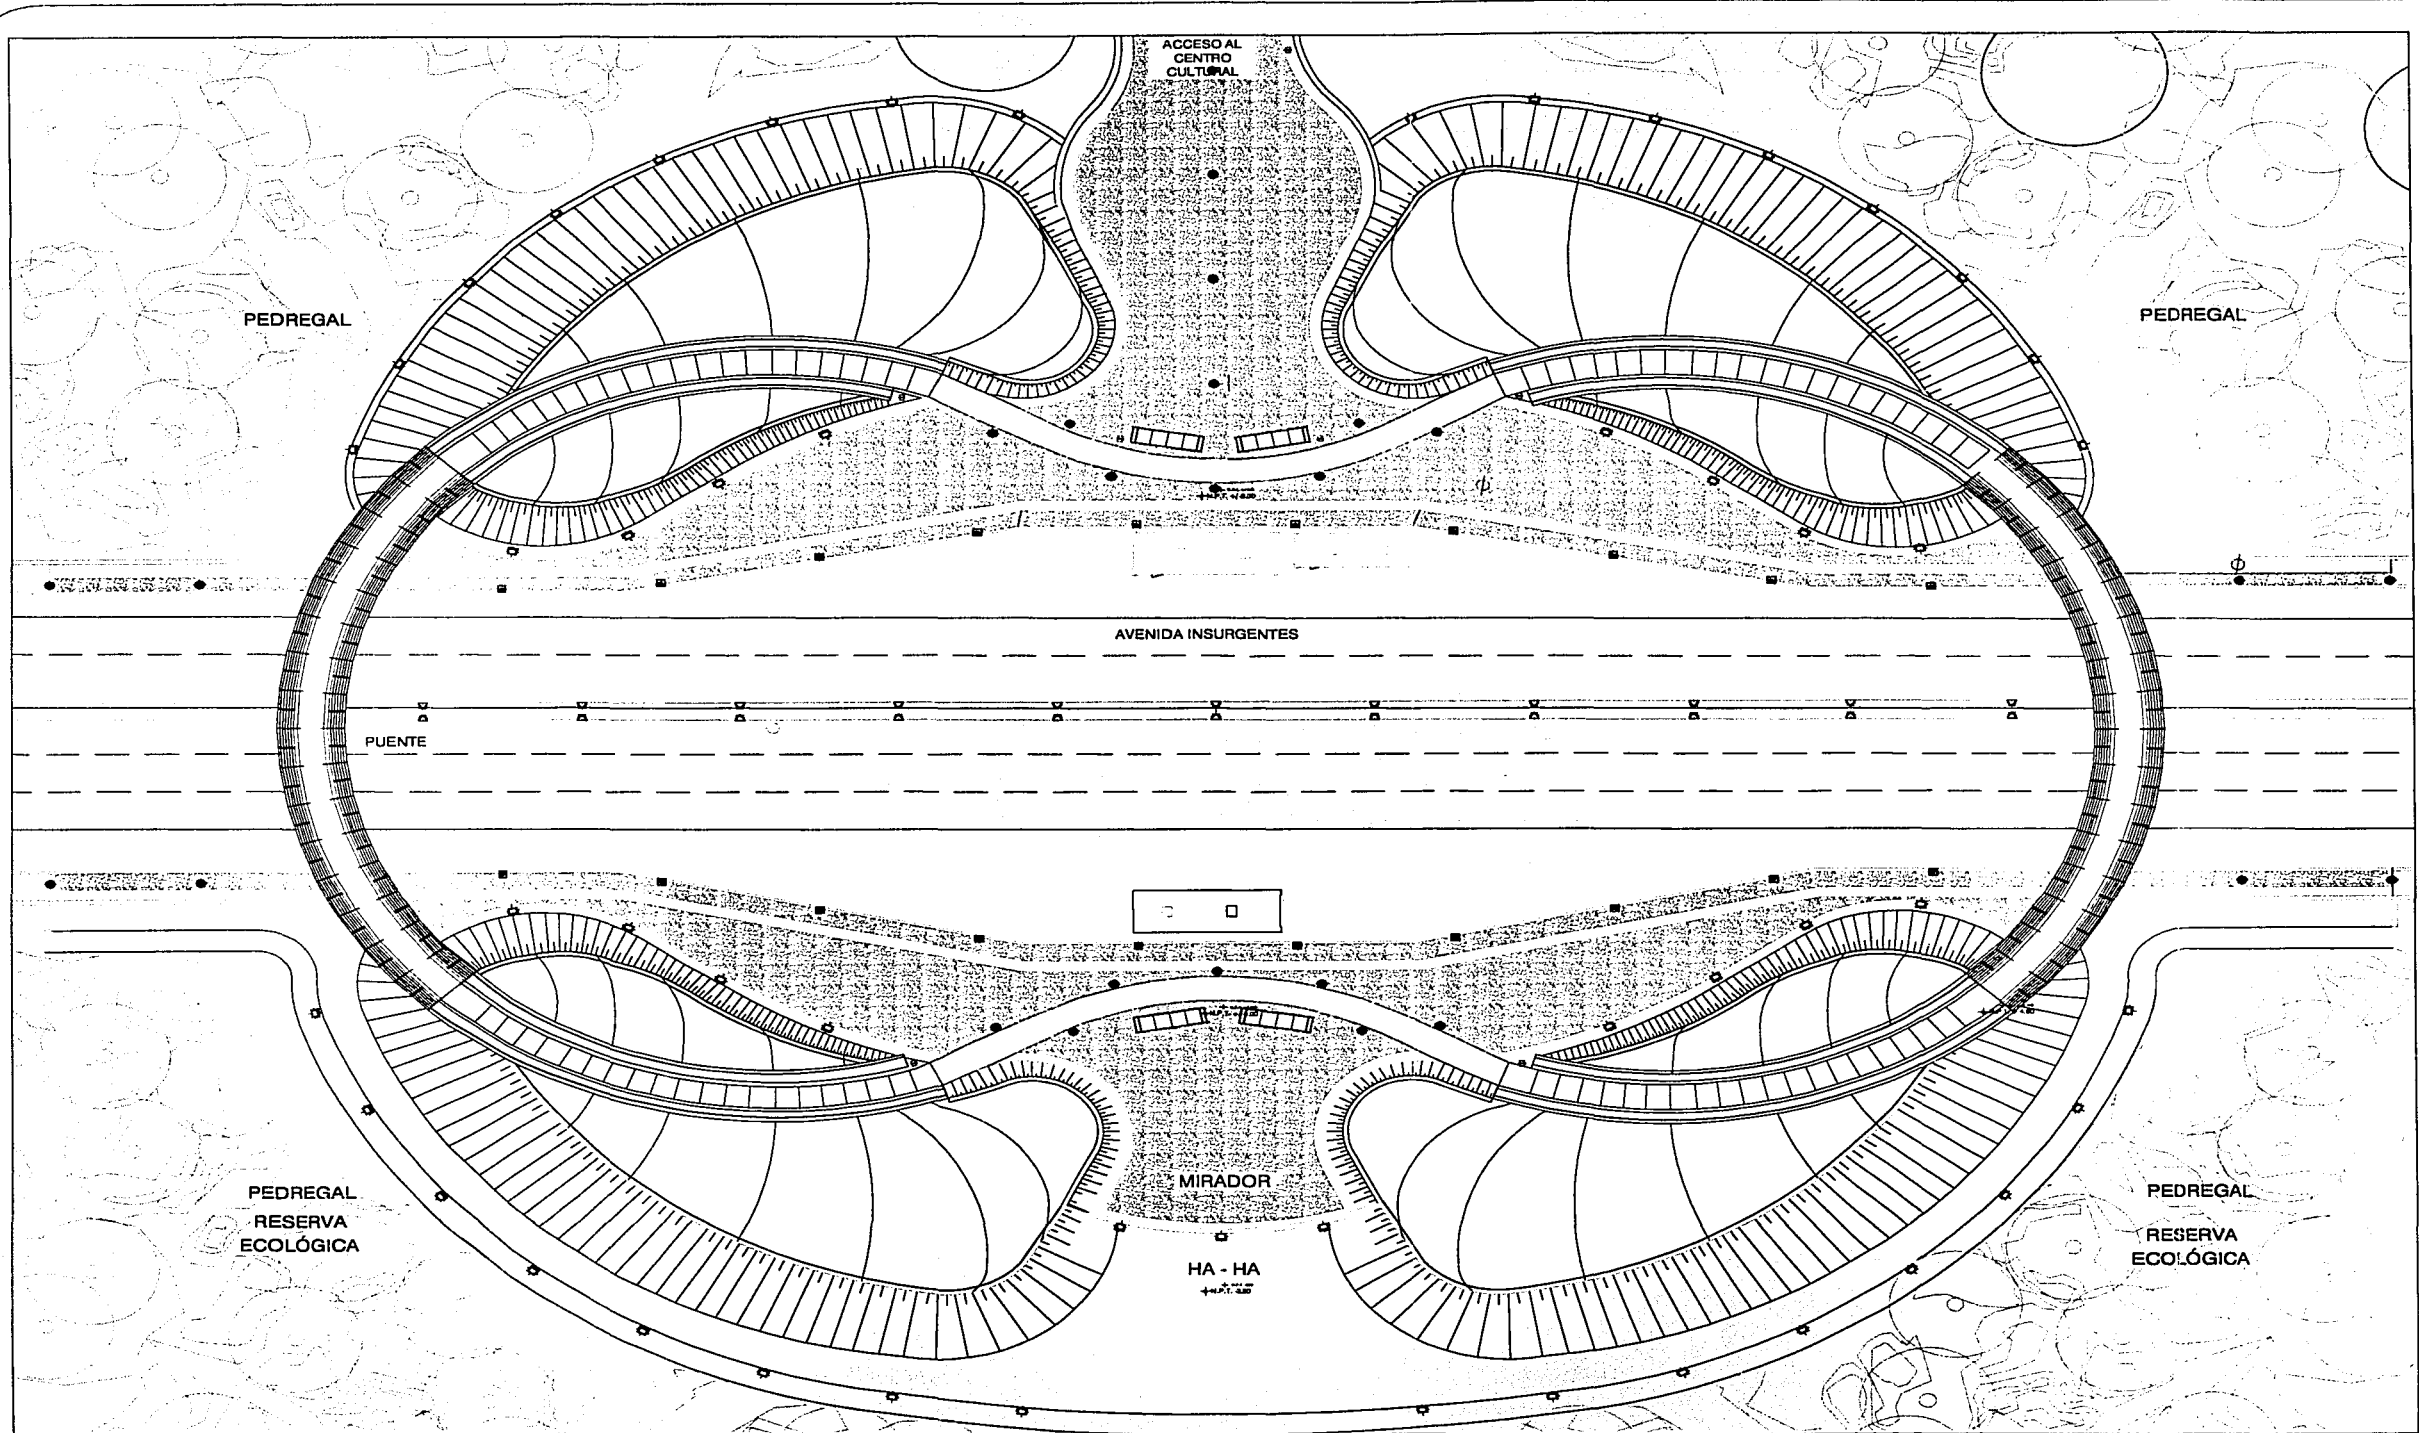 ACCESO AL
CENTRO
CULTURAL
PEDREGAL
PEDREGAL
AVENIDA INSURGENTES
PUENTE
MIRADOR
PEDREGAL
RESERVA
ECOLÓGICA
PEDREGAL
RESERVA
ECOLÓGICA
HA - HA